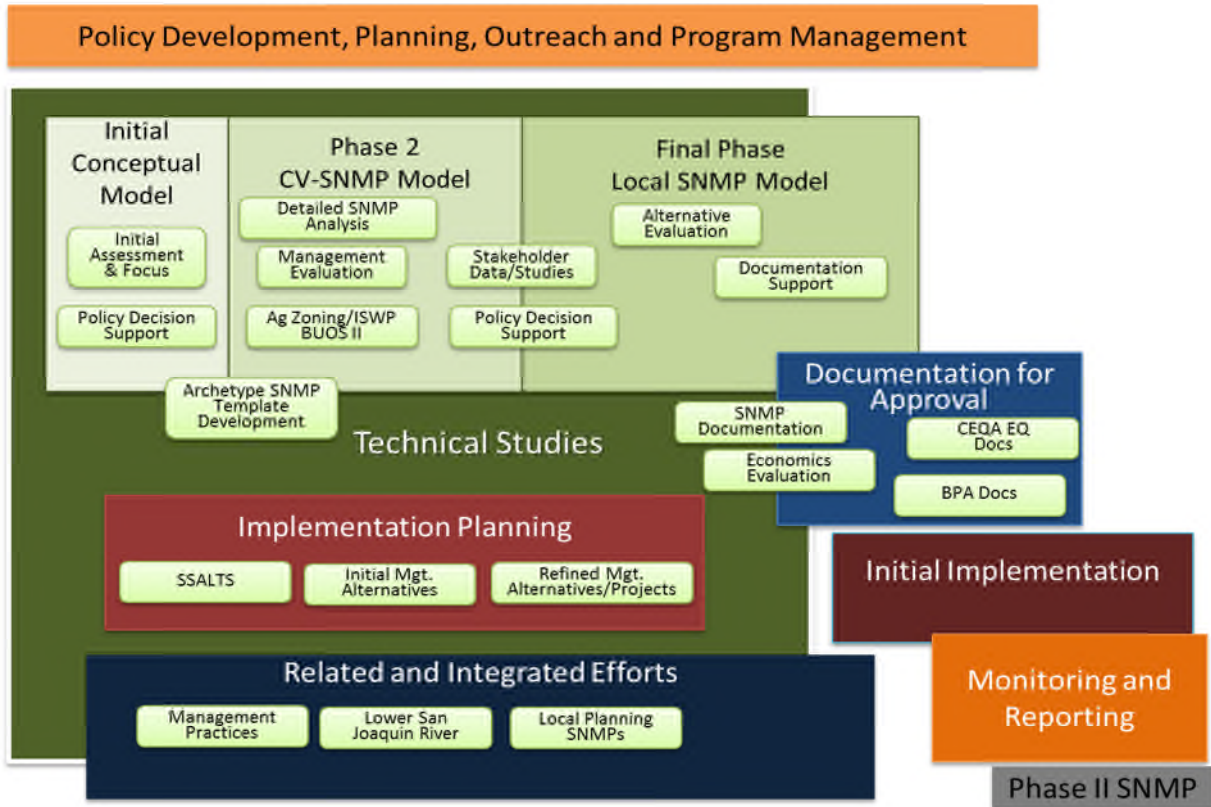 Policy Development, Planning, Outreach and Program Management
Initial
Conceptual
Model
Initial
Assessment
& Focus
Policy Decision
Support
Phase 2
CV-SNMP Model
Detailed SNMP
Analysis
Management
Evaluation
Ag Zoning/ISWP
BUOS II
Stakeholder
Data/Studies
Policy Decision
Support
Final Phase
Local SNMP Model
Alternative
Evaluation
Documentation
Support
Archetype SNMP
Template
Development
Technical Studies
Documentation for
Approval
SNMP
Documentation
CEQA EQ
Docs
Economics
Evaluation
BPA Docs
Implementation Planning
SSALTS
Initial Mgt.
Alternatives
Refined Mgt.
Alternatives/Projects
Initial Implementation
Related and Integrated Efforts
Management
Practices
Lower San
Joaquin River
Local Planning
SNMPs
Monitoring and
Reporting
Phase II SNMP